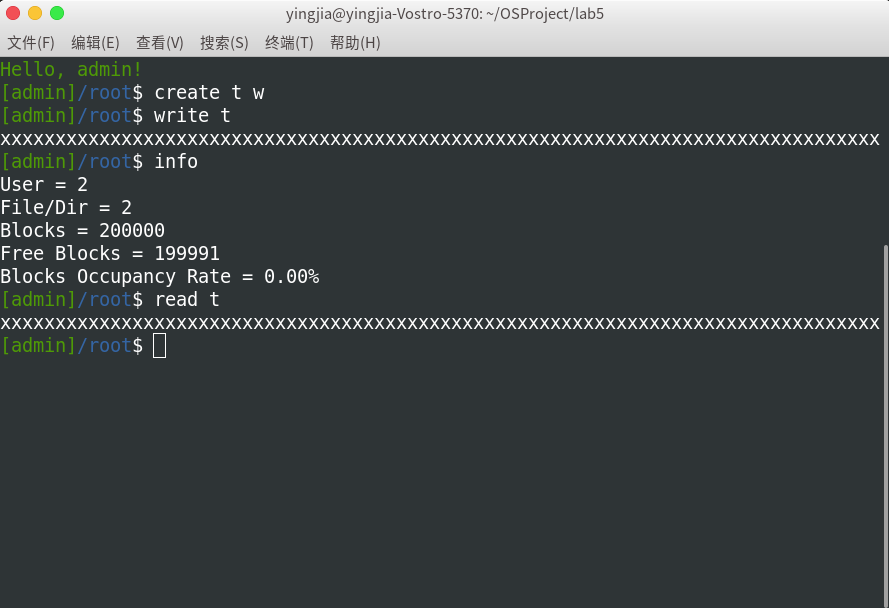 yingjia@yingjia-Vostro-5370: ~/OSProject/lab5
文件(F) 编辑(E) 查看(V) 搜索(S) 终端(T) 帮助(H)
Hello, admin!
[admin]/root$ create t w
[admin]/root$ write t
xxxxxxxxxxxxxxxxxxxxxxxxxxxxxxxxxxxxxxxxxxxxxxxxxxxxxxxxxxxxxxxxxxxxxxxxxxxxxxxx
[admin]/root$ info
User = 2
File/Dir = 2
Blocks = 200000
Free Blocks = 199991
Blocks Occupancy Rate = 0.00%
[admin]/root$ read t
xxxxxxxxxxxxxxxxxxxxxxxxxxxxxxxxxxxxxxxxxxxxxxxxxxxxxxxxxxxxxxxxxxxxxxxxxxxxxxxx
[admin]/root$